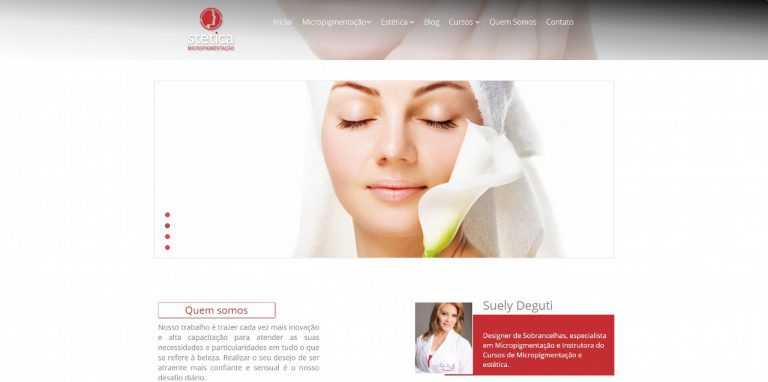 stetica
MICROPIGMENTAÇÃO
Inicial Micropigmentação Estética Blog Cursos Quem Somos Contato
Quem somos
Nosso trabalho é trazer cada vez mais inovação
e alta capacitação para atender as suas
necessidades e particularidades em tudo o que
se refere à beleza. Realizar o seu desejo de ser
atraente mais confiante e sensual é o nosso
desafio diário.
Suely Deguti
Designer de Sobrancelhas, especialista
em Micropigmentação e Instrutora do
Cursos de Micropigmentação e
estética.